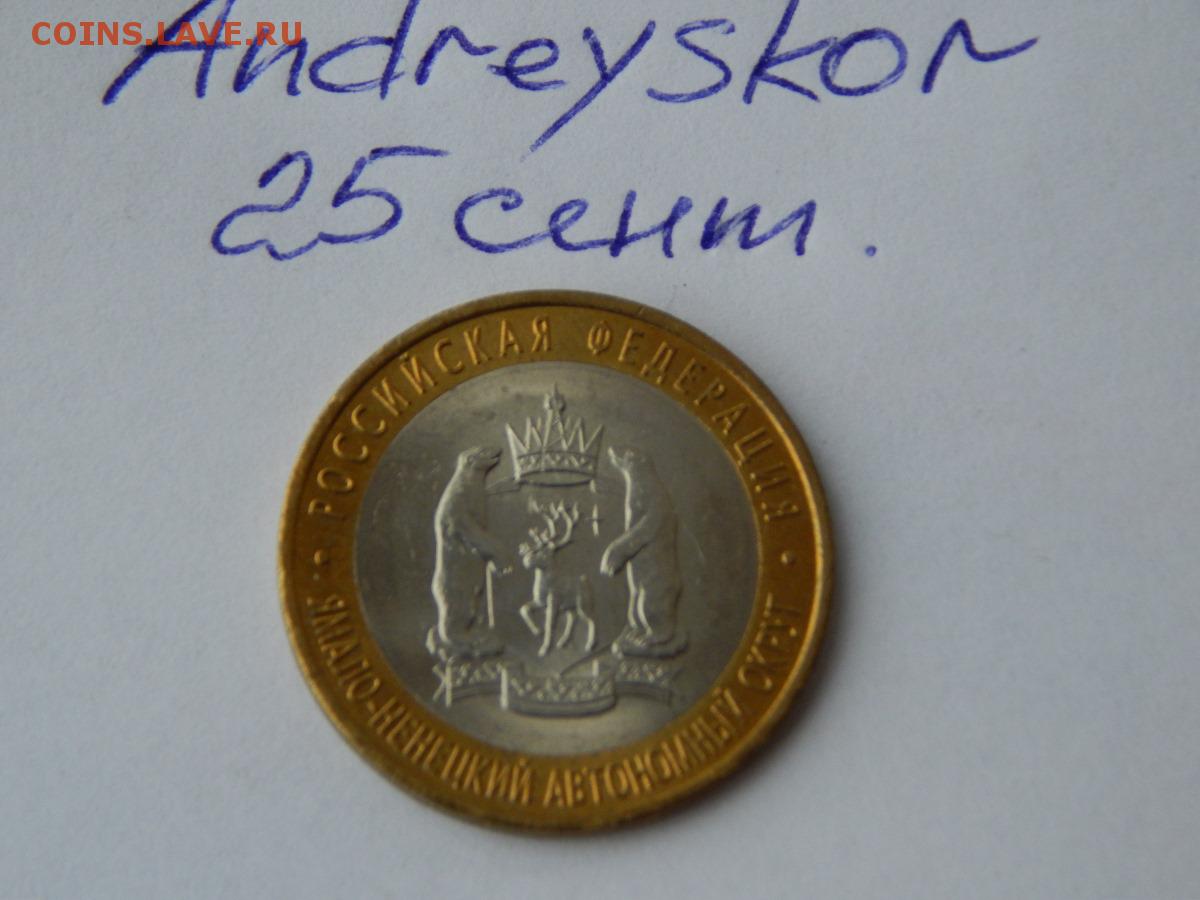 COINS.LAVE.RU
Andreyskor
25 сент.
РОССИЙСКАЯ ФЕДЕРАЦИЯ
ЯМАЛО-НЕНЕЦКИЙ АВТОНОМНЫЙ ОКРУГ